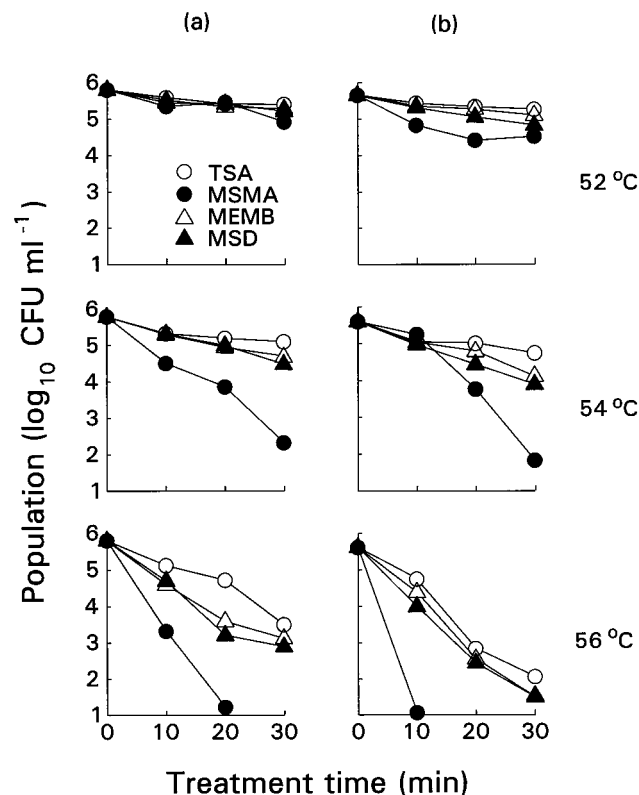 (a) (b)
6
5
4
3
2
1
TSA
MSMA
MEMB
MSD
52 °C
6
5
4
3
2
1
54 °C
6
5
4
3
2
1
56 °C
0 10 20 30 0 10 20 30
Population (log₁₀ CFU ml⁻¹)
Treatment time (min)